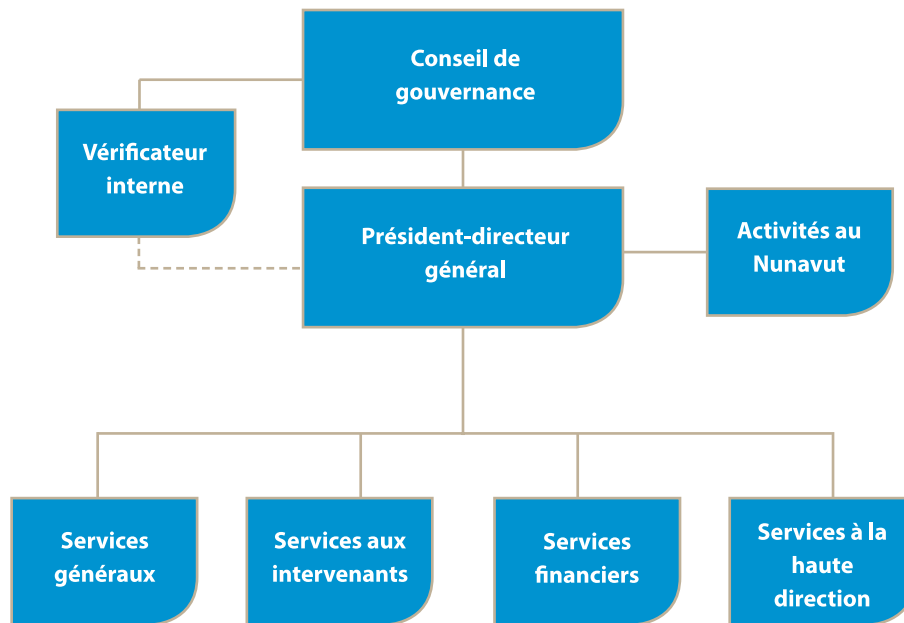 Conseil de
gouvernance
Vérificateur
interne
Président-directeur
général
Activités au
Nunavut
Services
généraux
Services aux
intervenants
Services
financiers
Services à la
haute
direction